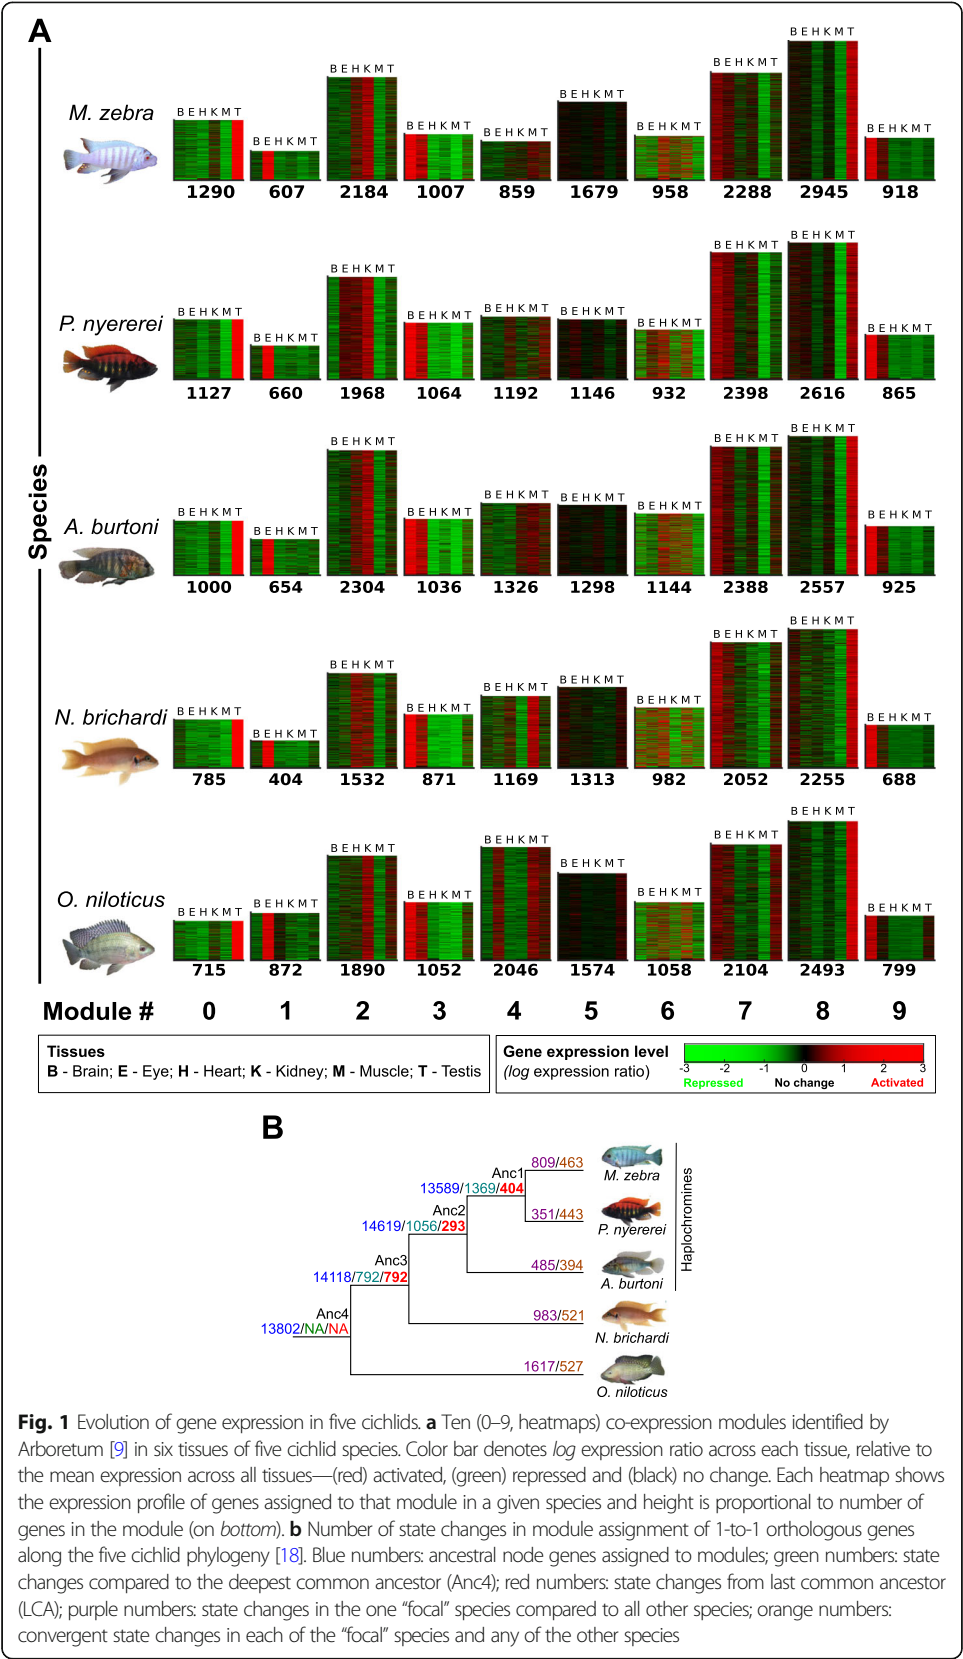 A
M. zebra
B E H K M T
B E H K M T
B E H K M T
B E H K M T
B E H K M T
B E H K M T
B E H K M T
B E H K M T
B E H K M T
B E H K M T
1290 607 2184 1007 859 1679 958 2288 2945 918
P. nyererei
B E H K M T
B E H K M T
B E H K M T
B E H K M T
B E H K M T
B E H K M T
B E H K M T
B E H K M T
B E H K M T
B E H K M T
1127 660 1968 1064 1192 1146 932 2398 2616 865
Species
A. burtoni
B E H K M T
B E H K M T
B E H K M T
B E H K M T
B E H K M T
B E H K M T
B E H K M T
B E H K M T
B E H K M T
B E H K M T
1000 654 2304 1036 1326 1298 1144 2388 2557 925
N. brichardi
B E H K M T
B E H K M T
B E H K M T
B E H K M T
B E H K M T
B E H K M T
B E H K M T
B E H K M T
B E H K M T
B E H K M T
785 404 1532 871 1169 1313 982 2052 2255 688
O. niloticus
B E H K M T
B E H K M T
B E H K M T
B E H K M T
B E H K M T
B E H K M T
B E H K M T
B E H K M T
B E H K M T
B E H K M T
715 872 1890 1052 2046 1574 1058 2104 2493 799
Module # 0 1 2 3 4 5 6 7 8 9
Tissues
B - Brain; E - Eye; H - Heart; K - Kidney; M - Muscle; T - Testis
Gene expression level
(log expression ratio)
-3 -2 -1 0 1 2 3
Repressed No change Activated
B
809/463
M. zebra
Anc1
13589/1369/404
351/443
P. nyererei
Anc2
14619/1056/293
Haplochromines
485/394
A. burtoni
Anc3
14118/792/792
983/521
N. brichardi
Anc4
13802/NA/NA
1617/527
O. niloticus
Fig. 1 Evolution of gene expression in five cichlids. a Ten (0–9, heatmaps) co-expression modules identified by
Arboretum [9] in six tissues of five cichlid species. Color bar denotes log expression ratio across each tissue, relative to
the mean expression across all tissues—(red) activated, (green) repressed and (black) no change. Each heatmap shows
the expression profile of genes assigned to that module in a given species and height is proportional to number of
genes in the module (on bottom). b Number of state changes in module assignment of 1-to-1 orthologous genes
along the five cichlid phylogeny [18]. Blue numbers: ancestral node genes assigned to modules; green numbers: state
changes compared to the deepest common ancestor (Anc4); red numbers: state changes from last common ancestor
(LCA); purple numbers: state changes in the one “focal” species compared to all other species; orange numbers:
convergent state changes in each of the “focal” species and any of the other species